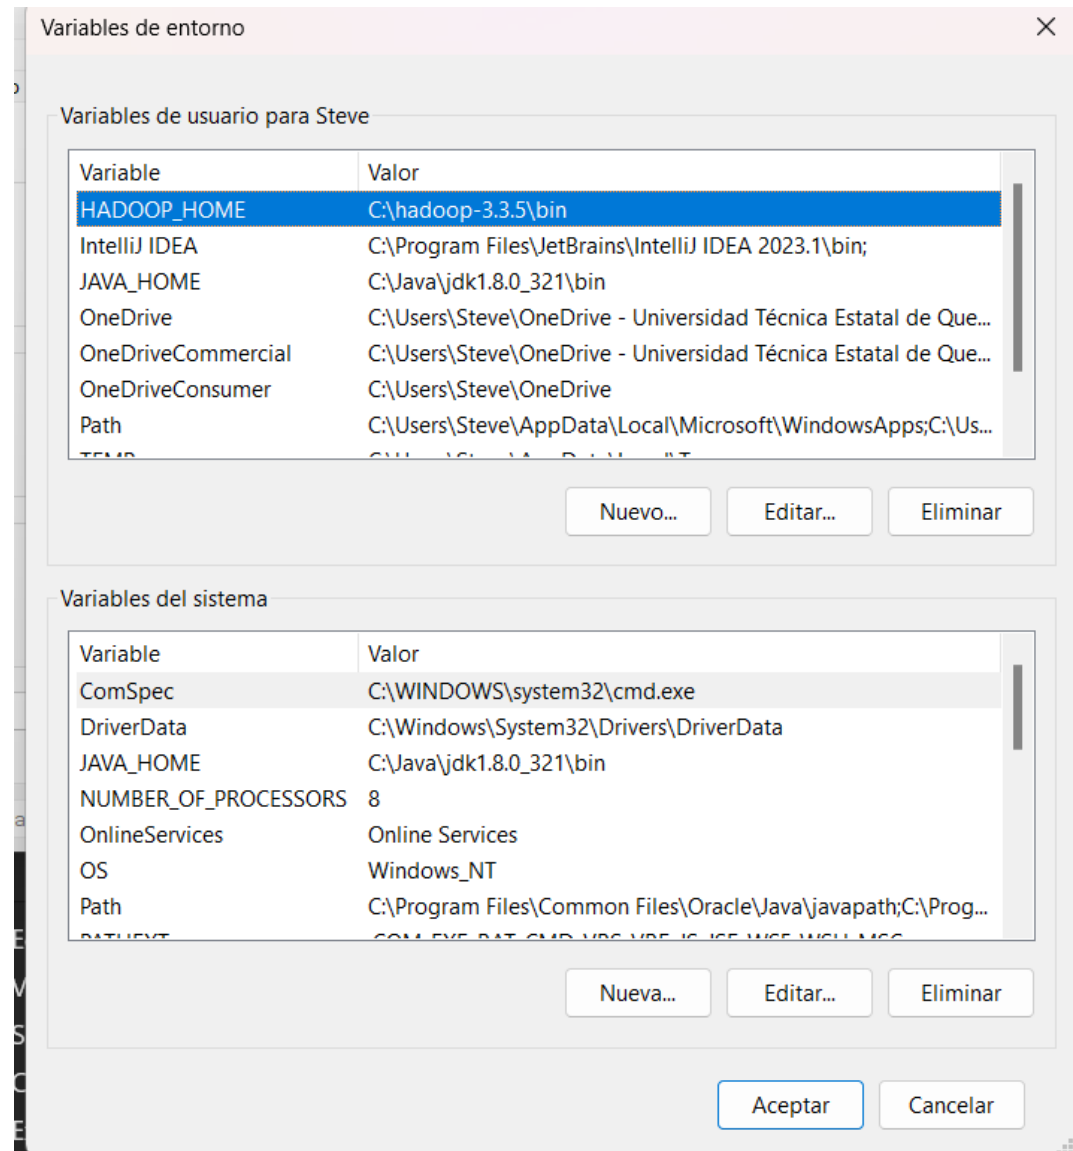 Variables de entorno
Variables de usuario para Steve
Variable Valor
HADOOP_HOME C:\hadoop-3.3.5\bin
IntelliJ IDEA C:\Program Files\JetBrains\IntelliJ IDEA 2023.1\bin;
JAVA_HOME C:\Java\jdk1.8.0_321\bin
OneDrive C:\Users\Steve\OneDrive - Universidad Técnica Estatal de Que...
OneDriveCommercial C:\Users\Steve\OneDrive - Universidad Técnica Estatal de Que...
OneDriveConsumer C:\Users\Steve\OneDrive
Path C:\Users\Steve\AppData\Local\Microsoft\WindowsApps;C:\Us...
Nuevo... Editar... Eliminar
Variables del sistema
Variable Valor
ComSpec C:\WINDOWS\system32\cmd.exe
DriverData C:\Windows\System32\Drivers\DriverData
JAVA_HOME C:\Java\jdk1.8.0_321\bin
NUMBER_OF_PROCESSORS 8
OnlineServices Online Services
OS Windows_NT
Path C:\Program Files\Common Files\Oracle\Java\javapath;C:\Prog...
Nueva... Editar... Eliminar
Aceptar Cancelar